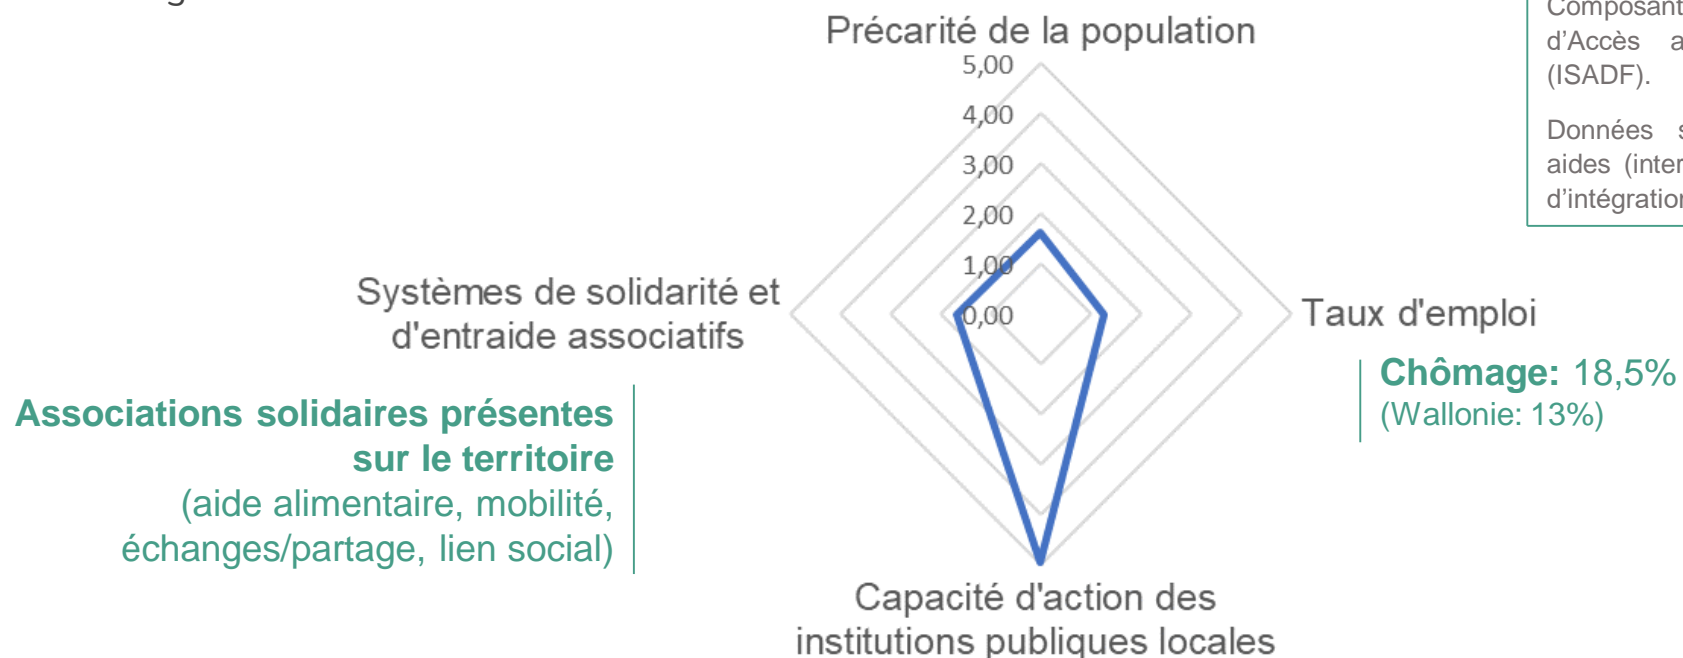 Précarité de la population
5,00
4,00
3,00
2,00
1,00
0,00
d'Accès
(ISADF).
Données
aides
d'intégration
Systèmes de solidarité et
d'entraide associatifs
Taux d'emploi
Chômage: 18,5%
(Wallonie: 13%)
Associations solidaires présentes
sur le territoire
(aide alimentaire, mobilité,
échanges/partage, lien social)
Capacité d'action des
institutions publiques locales